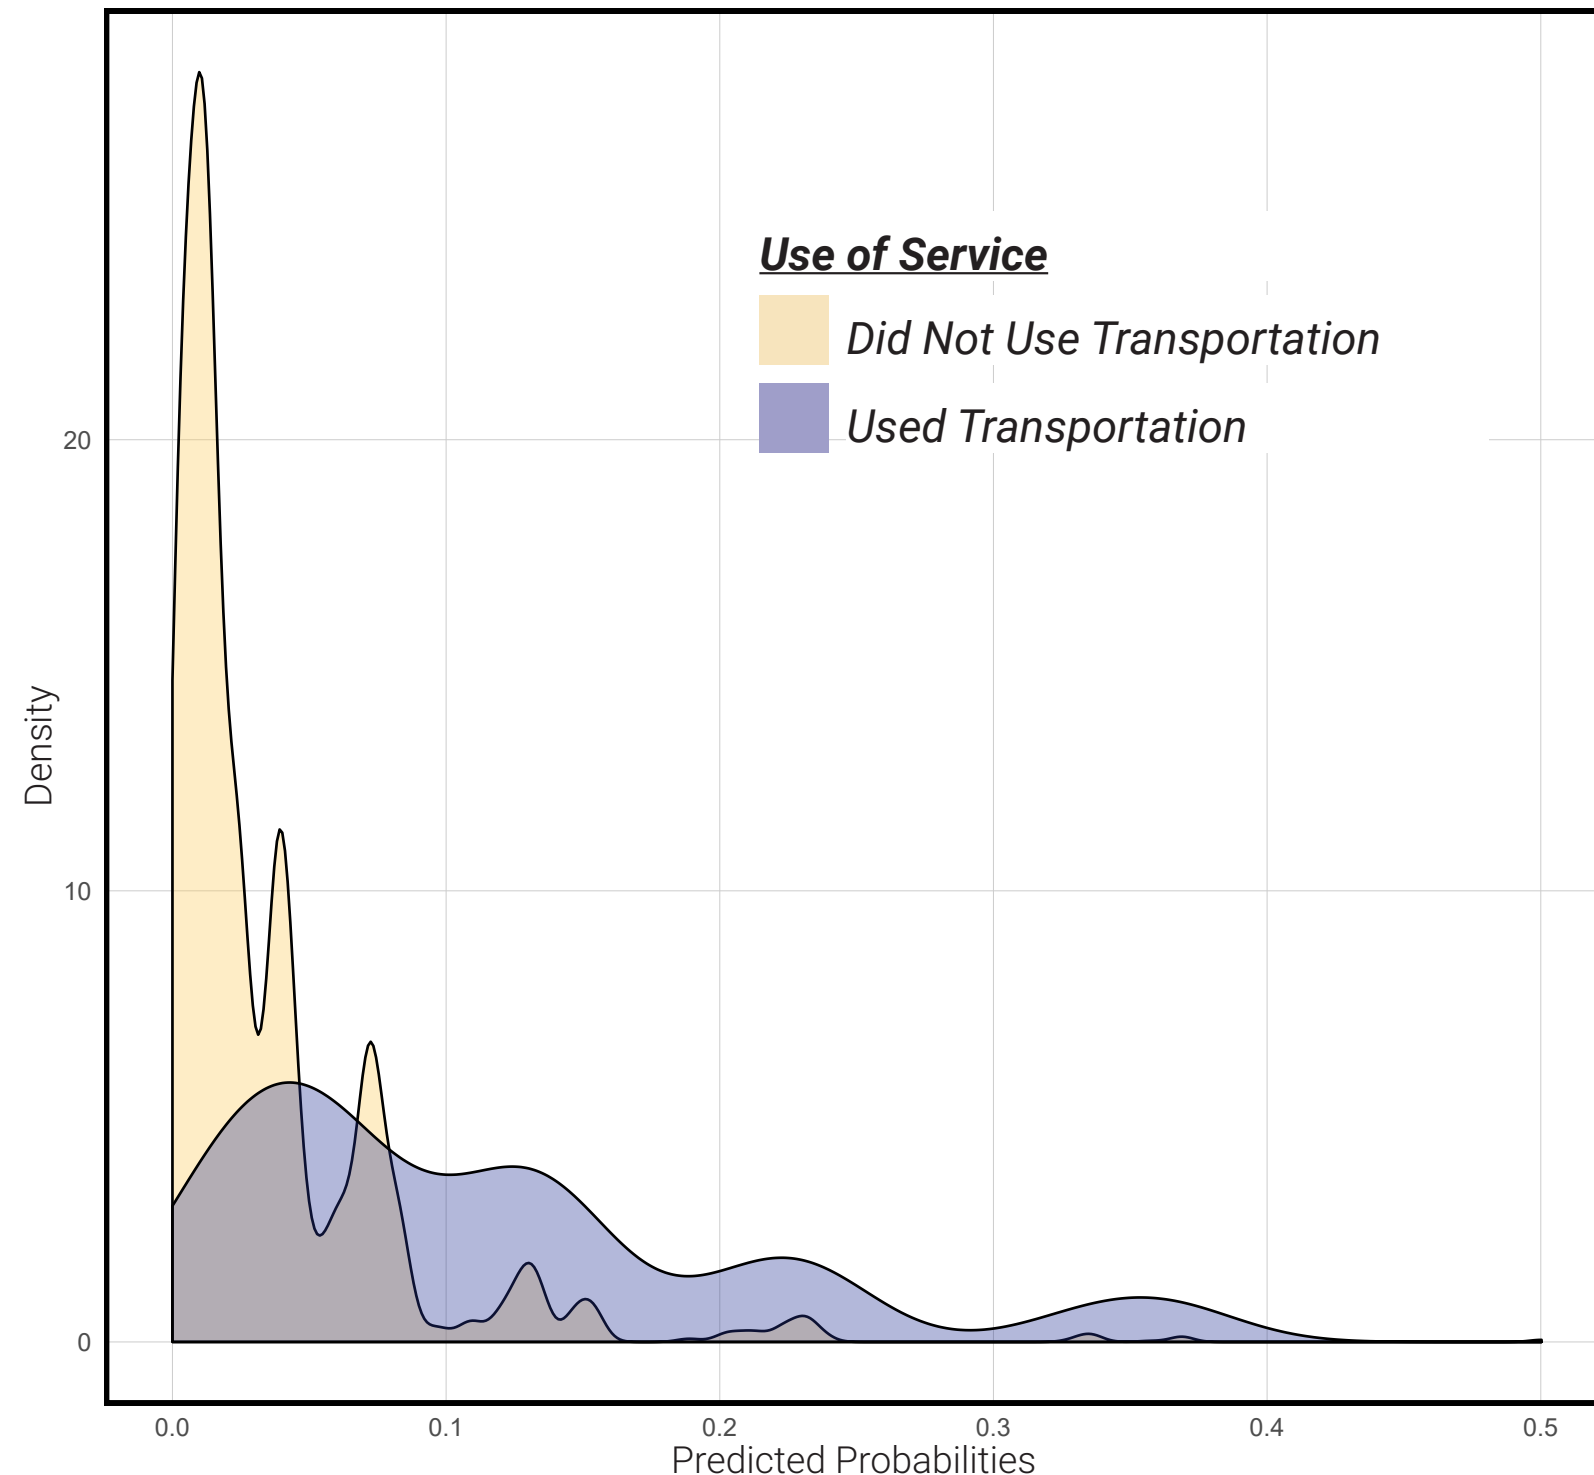 Use of Service
Did Not Use Transportation
Used Transportation
20
10
0
Density
0.0 0.1 0.2 0.3 0.4 0.5
Predicted Probabilities